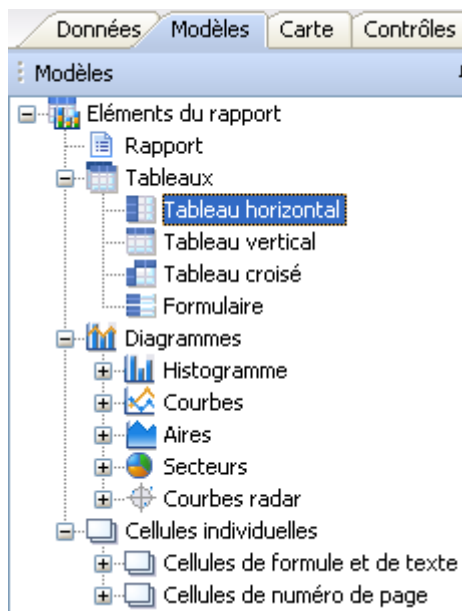 Données Modèles Carte Contrôles
Modèles
Eléments du rapport
Rapport
Tableaux
Tableau horizontal
Tableau vertical
Tableau croisé
Formulaire
Diagrammes
Histogramme
Courbes
Aires
Secteurs
Courbes radar
Cellules individuelles
Cellules de formule et de texte
Cellules de numéro de page